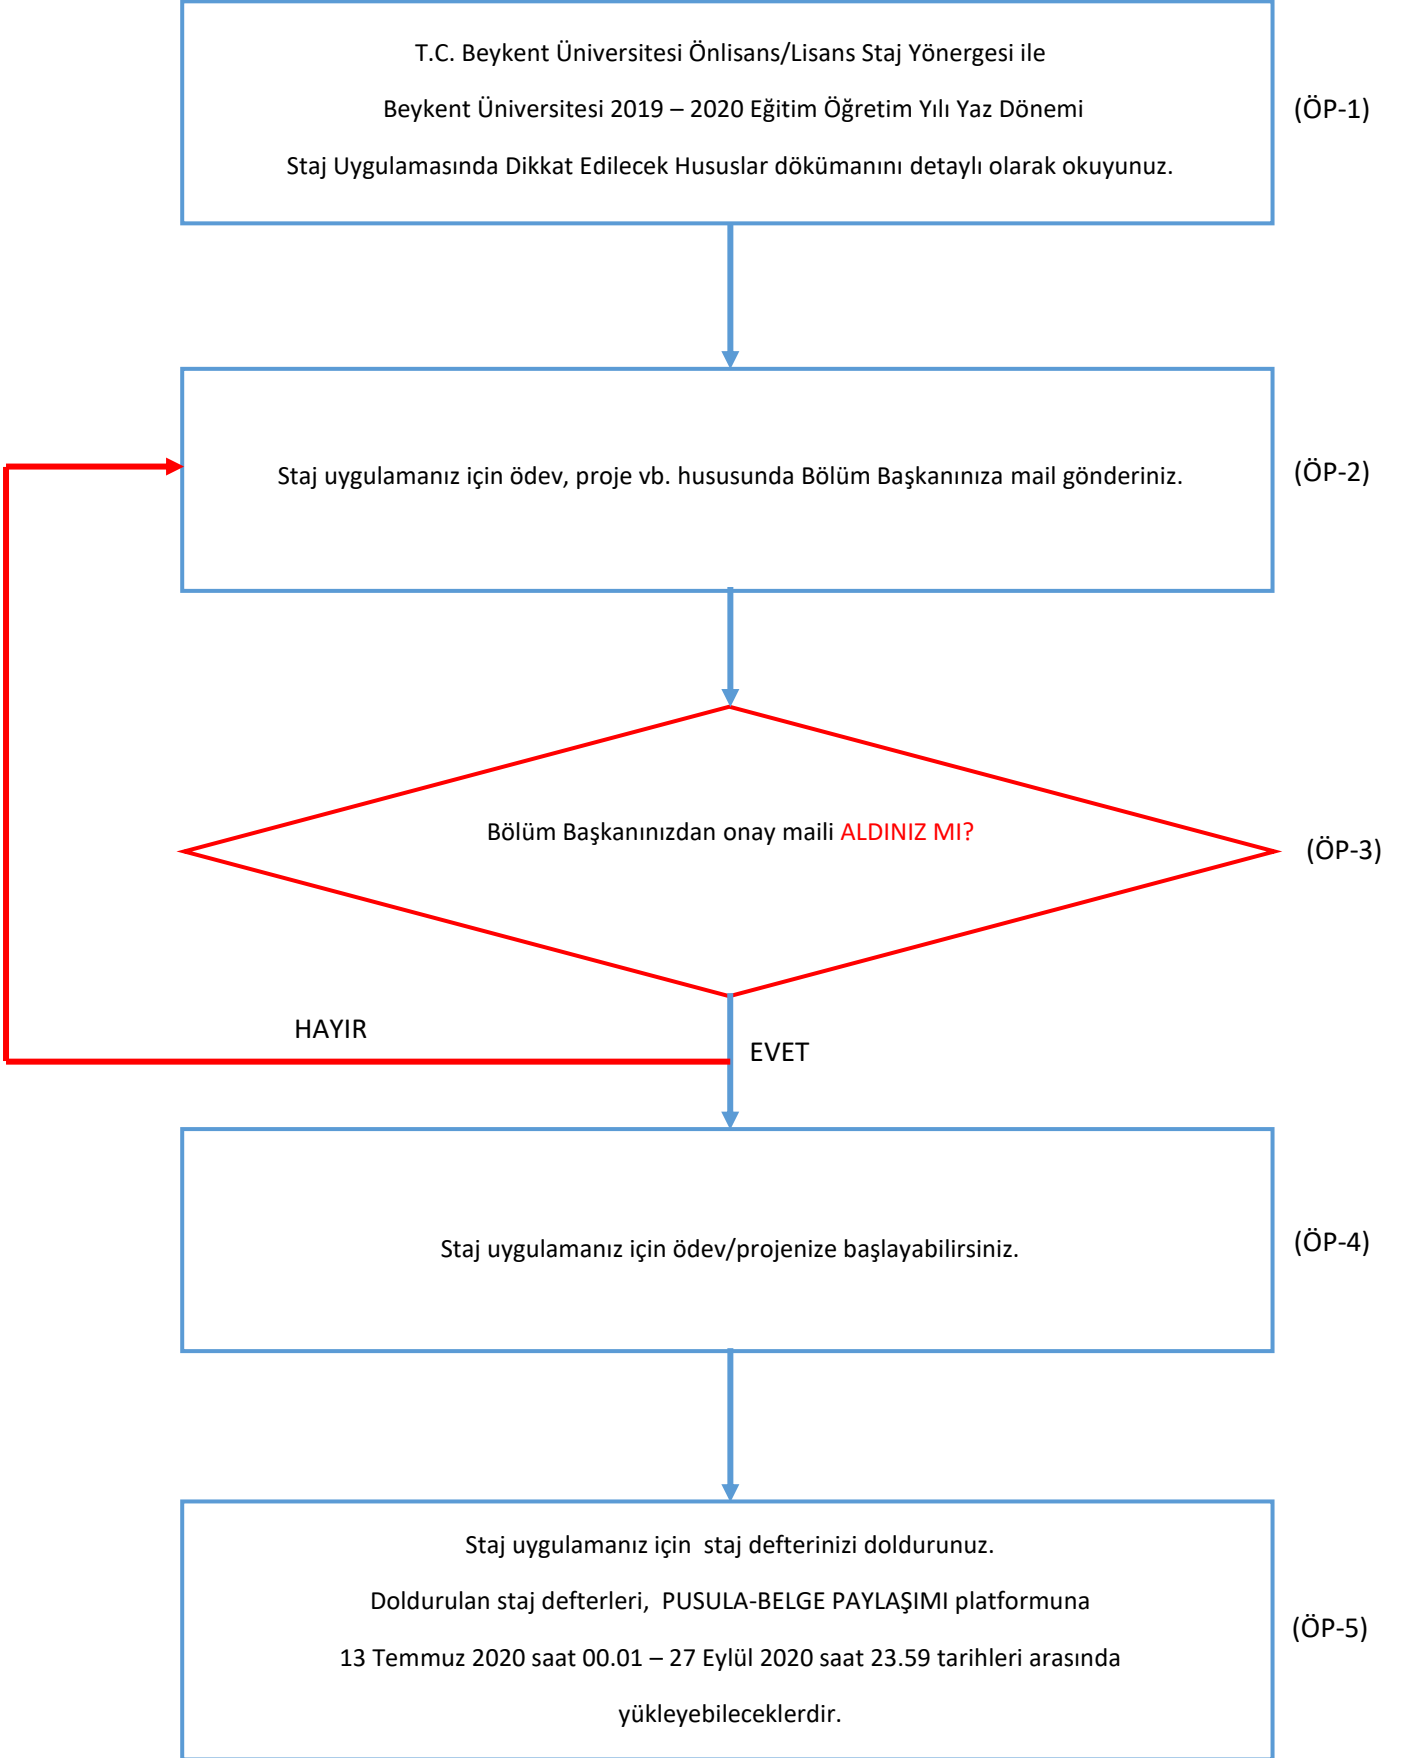 T.C. Beykent Üniversitesi Önlisans/Lisans Staj Yönergesi ile
Beykent Üniversitesi 2019 – 2020 Eğitim Öğretim Yılı Yaz Dönemi
Staj Uygulamasında Dikkat Edilecek Hususlar dökümanını detaylı olarak okuyunuz.
(ÖP-1)
Staj uygulamanız için ödev, proje vb. hususunda Bölüm Başkanınıza mail gönderiniz.
(ÖP-2)
Bölüm Başkanınızdan onay maili ALDINIZ MI?
(ÖP-3)
HAYIR
EVET
Staj uygulamanız için ödev/projenize başlayabilirsiniz.
(ÖP-4)
Staj uygulamanız için  staj defterinizi doldurunuz.
Doldurulan staj defterleri,  PUSULA-BELGE PAYLAŞIMI platformuna
13 Temmuz 2020 saat 00.01 – 27 Eylül 2020 saat 23.59 tarihleri arasında
yükleyebileceklerdir.
(ÖP-5)